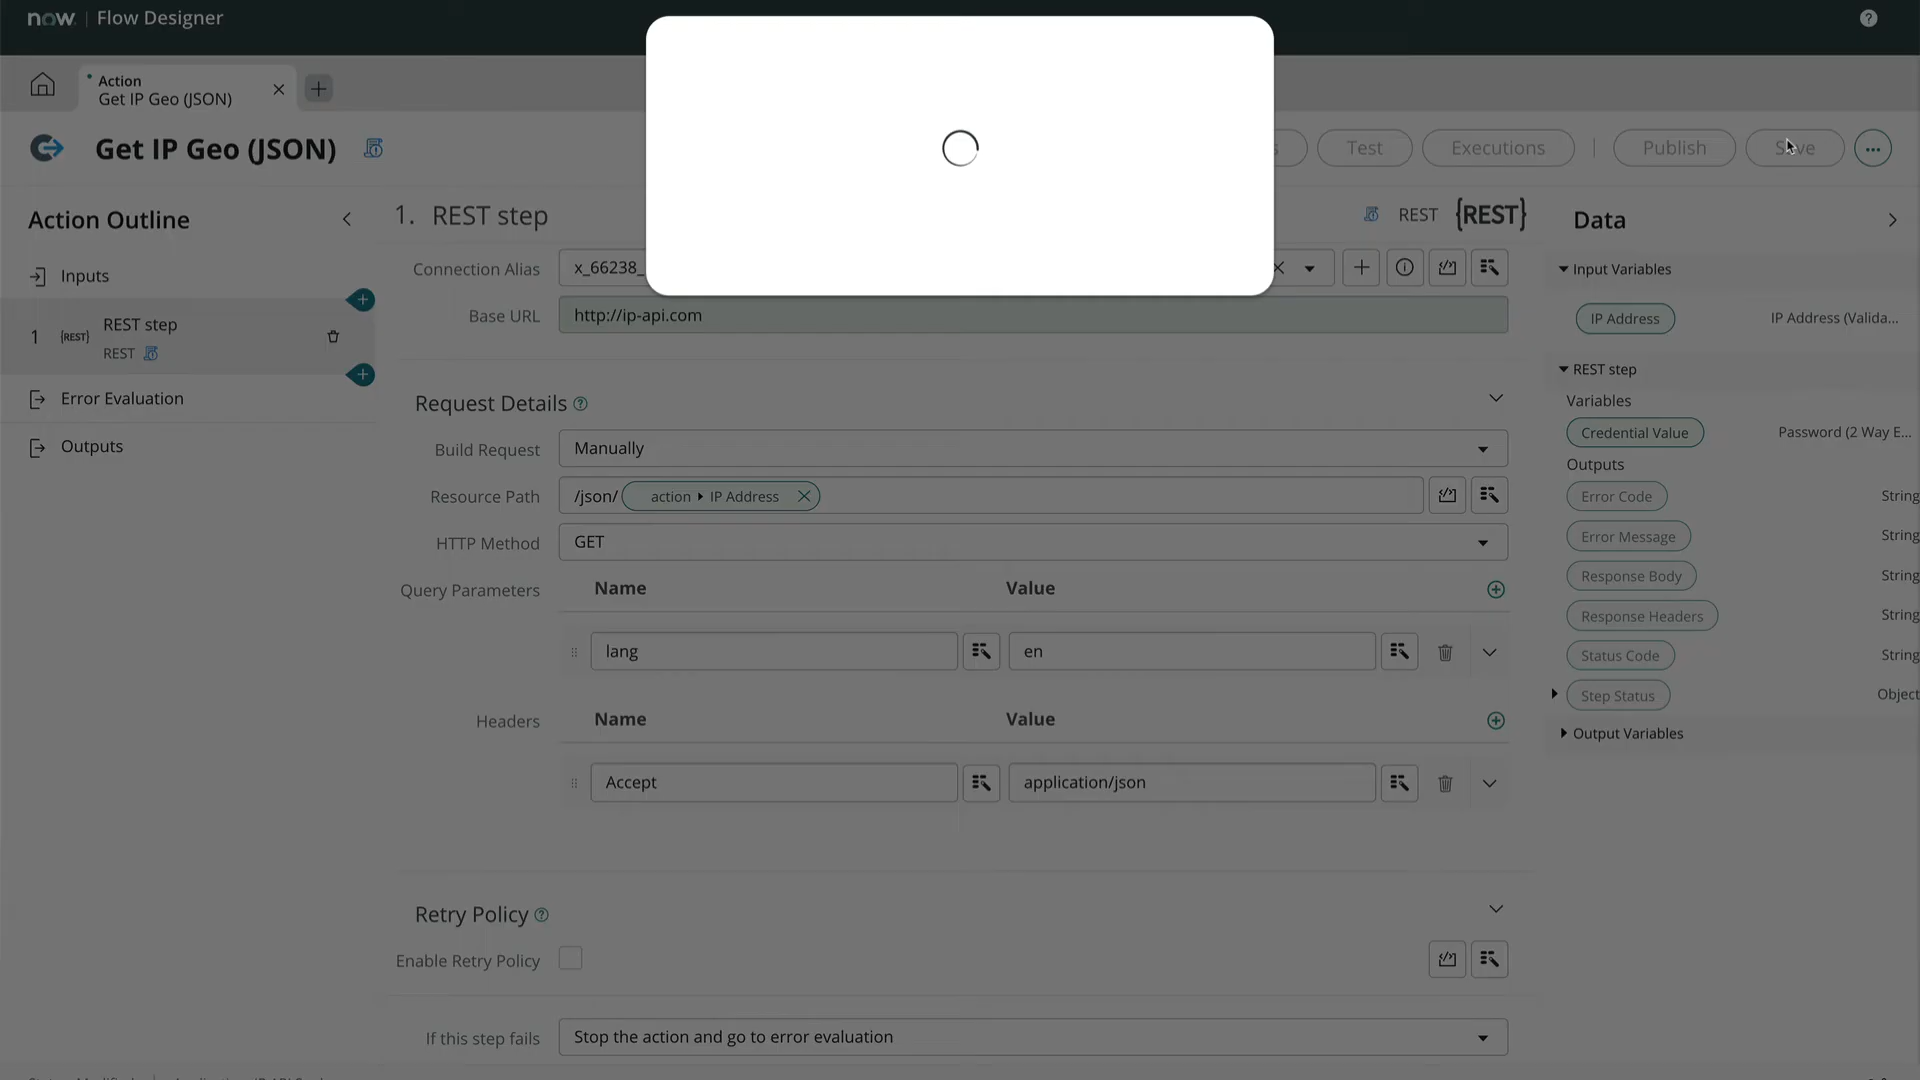 now | Flow Designer
Action
Get IP Geo (JSON)
Get IP Geo (JSON)
Test
Executions
Publish
Action Outline
1. REST step
REST {REST}
Data
Inputs
Connection Alias
x_66238_
Input Variables
Base URL
http://ip-api.com
IP Address
IP Address (Valida...
1
{REST}
REST step
REST
REST step
Error Evaluation
Request Details
Variables
Credential Value
Password (2 Way E...
Outputs
Build Request
Manually
Outputs
Resource Path
/json/
action
IP Address
Error Code
String
HTTP Method
GET
Error Message
String
Query Parameters
Name
Value
Response Body
String
Response Headers
String
lang
en
Status Code
String
Step Status
Object
Headers
Name
Value
Output Variables
Accept
application/json
Retry Policy
Enable Retry Policy
If this step fails
Stop the action and go to error evaluation